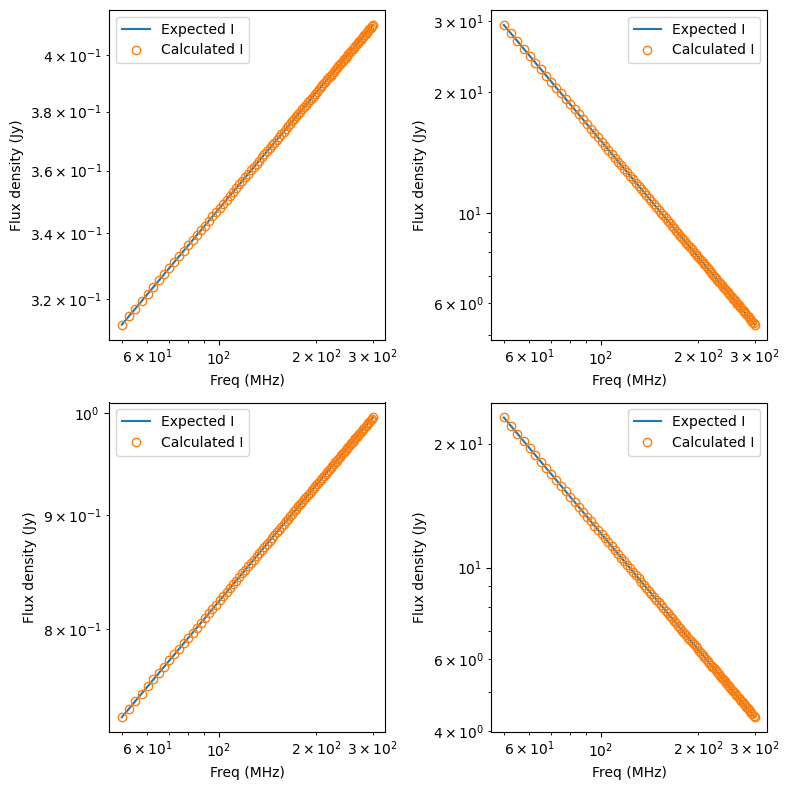 Expected I
Calculated I
4 × 10⁻¹
3.8 × 10⁻¹
3.6 × 10⁻¹
3.4 × 10⁻¹
3.2 × 10⁻¹
Flux density (Jy)
6 × 10¹
10²
2 × 10²
3 × 10²
Freq (MHz)
Expected I
Calculated I
3 × 10¹
2 × 10¹
10¹
6 × 10⁰
Flux density (Jy)
6 × 10¹
10²
2 × 10²
3 × 10²
Freq (MHz)
Expected I
Calculated I
10⁰
9 × 10⁻¹
8 × 10⁻¹
Flux density (Jy)
6 × 10¹
10²
2 × 10²
3 × 10²
Freq (MHz)
Expected I
Calculated I
2 × 10¹
10¹
6 × 10⁰
4 × 10⁰
Flux density (Jy)
6 × 10¹
10²
2 × 10²
3 × 10²
Freq (MHz)